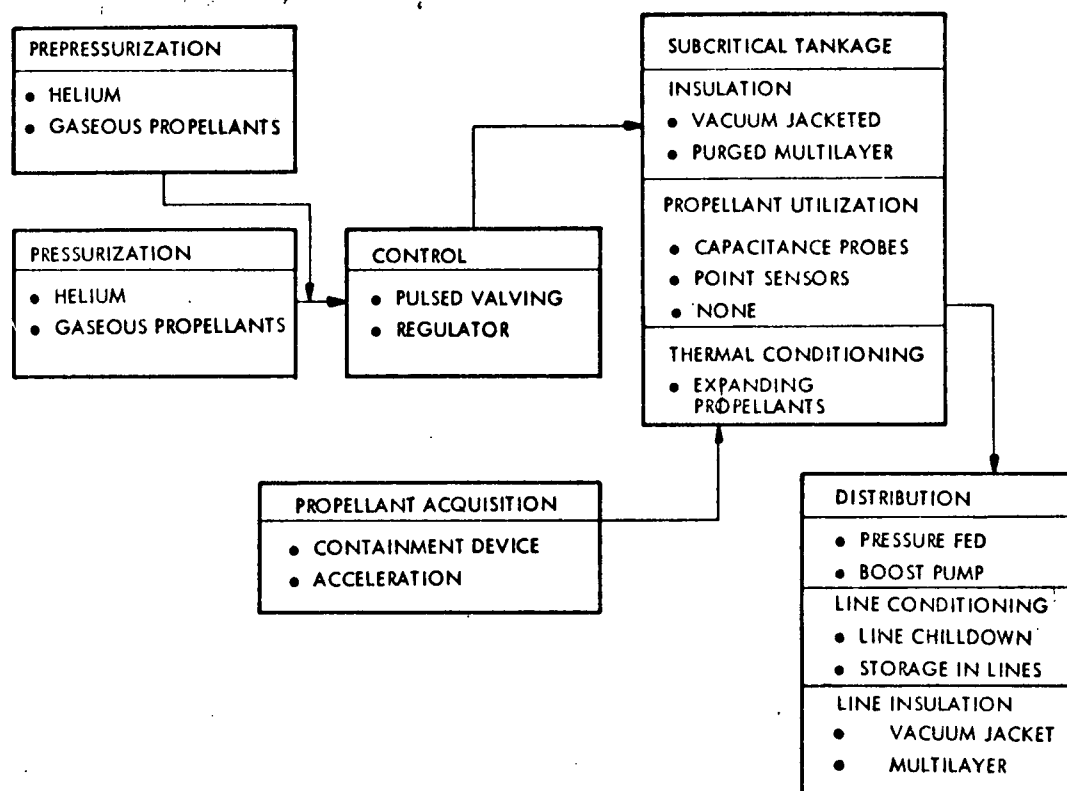 PREPRESSURIZATION
● HELIUM
● GASEOUS PROPELLANTS
PRESSURIZATION
● HELIUM
● GASEOUS PROPELLANTS
CONTROL
● PULSED VALVING
● REGULATOR
SUBCRITICAL TANKAGE
INSULATION
● VACUUM JACKETED
● PURGED MULTILAYER
PROPELLANT UTILIZATION
● CAPACITANCE PROBES
● POINT SENSORS
● NONE
THERMAL CONDITIONING
● EXPANDING
PROPELLANTS
PROPELLANT ACQUISITION
● CONTAINMENT DEVICE
● ACCELERATION
DISTRIBUTION
● PRESSURE FED
● BOOST PUMP
LINE CONDITIONING
● LINE CHILLDOWN
● STORAGE IN LINES
LINE INSULATION
● VACUUM JACKET
● MULTILAYER